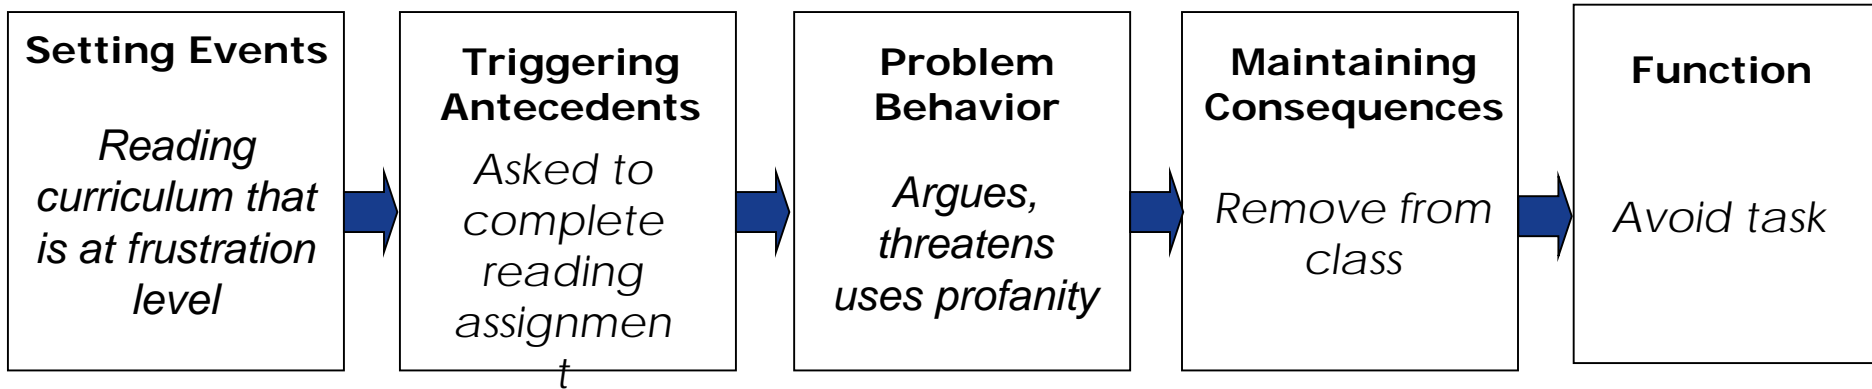 Setting Events
Reading
curriculum that
is at frustration
level
Triggering
Antecedents
Asked to
complete
reading
assignmen
t
Problem
Behavior
Argues,
threatens
uses profanity
Maintaining
Consequences
Remove from
class
Function
Avoid task